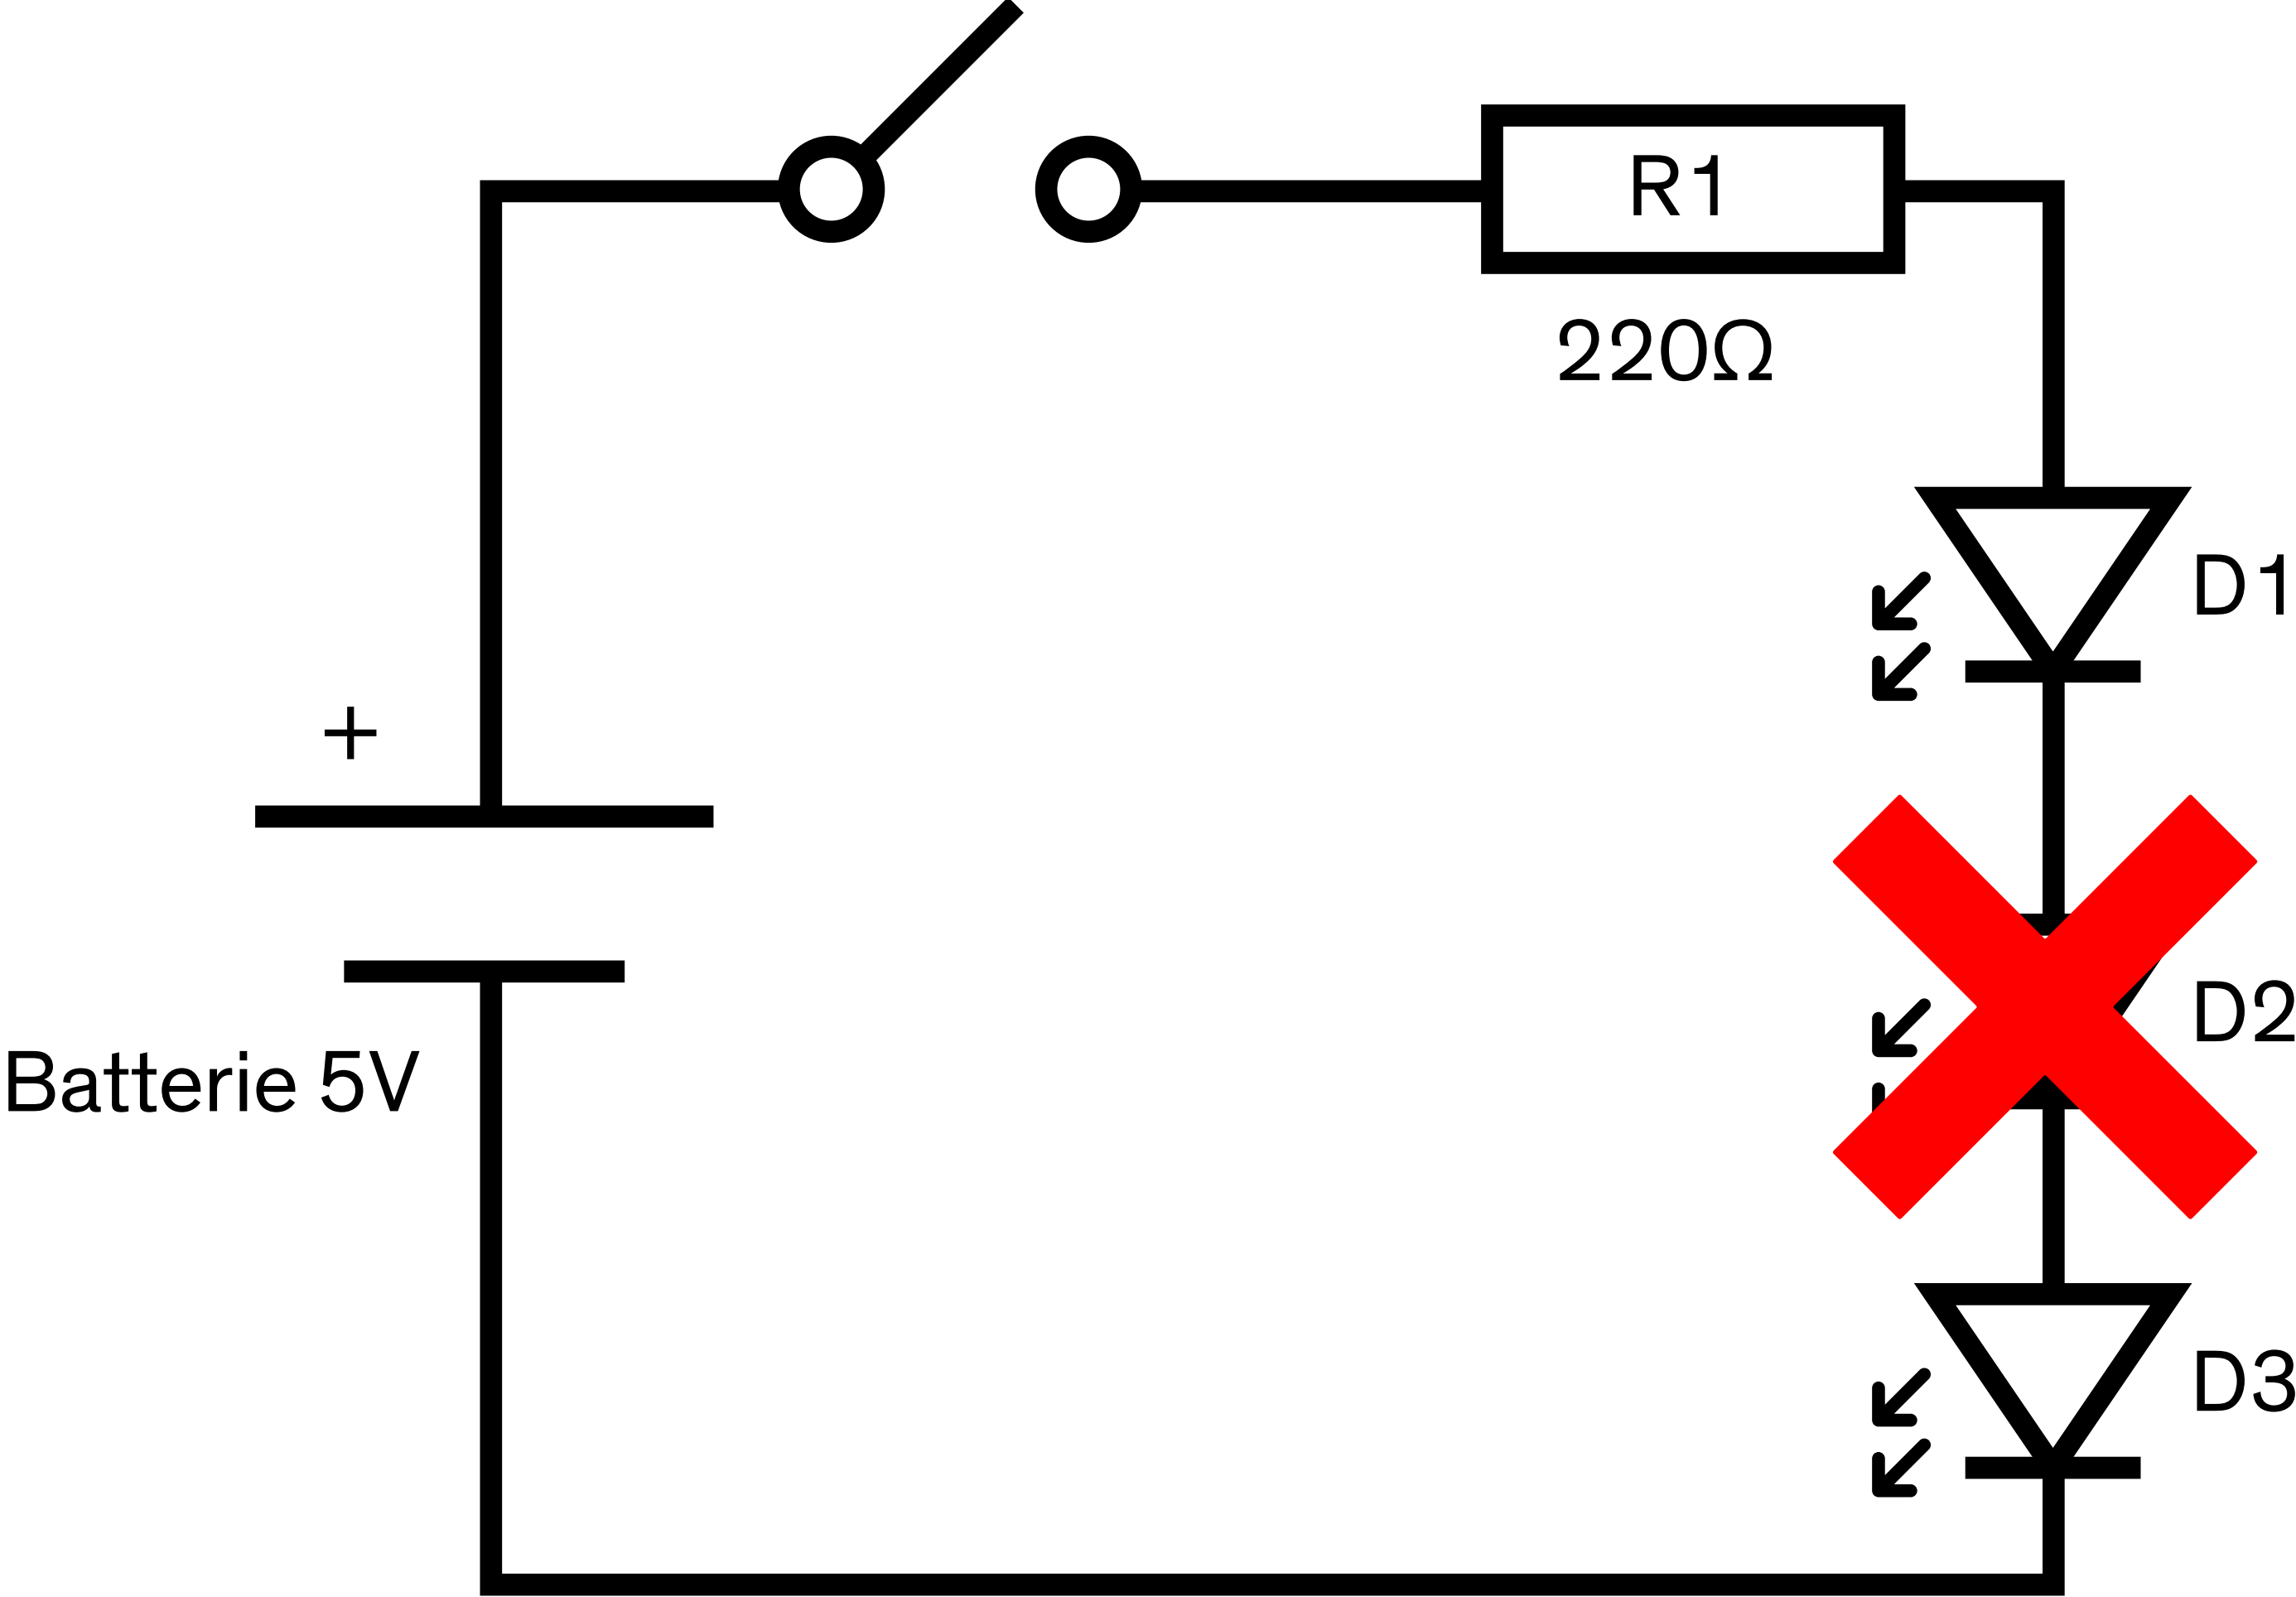 R1
220Ω
D1
+
Batterie 5V
D2
D3